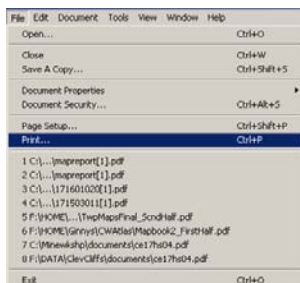 File Edit Document Tools View Window Help
Open... Ctrl+O
Close Ctrl+W
Save A Copy... Ctrl+Shift+S
Document Properties
Document Security... Ctrl+Alt+S
Page Setup... Ctrl+Shift+P
Print... Ctrl+P
1 C:\...\mapreport[1].pdf
2 C:\...\mapreport[1].pdf
3 C:\...\171601020[1].pdf
4 C:\...\171503011[1].pdf
5 F:\HOME\...\TwpMapsFinal_ScndHalf.pdf
6 F:\HOME\Ginnys\CWAtlas\Mapbook2_FirstHalf.pdf
7 C:\Minewkshp\documents\ce17hs04.pdf
8 F:\DATA\ClevCliffs\documents\ce17hs04.pdf
Exit Ctrl+Q